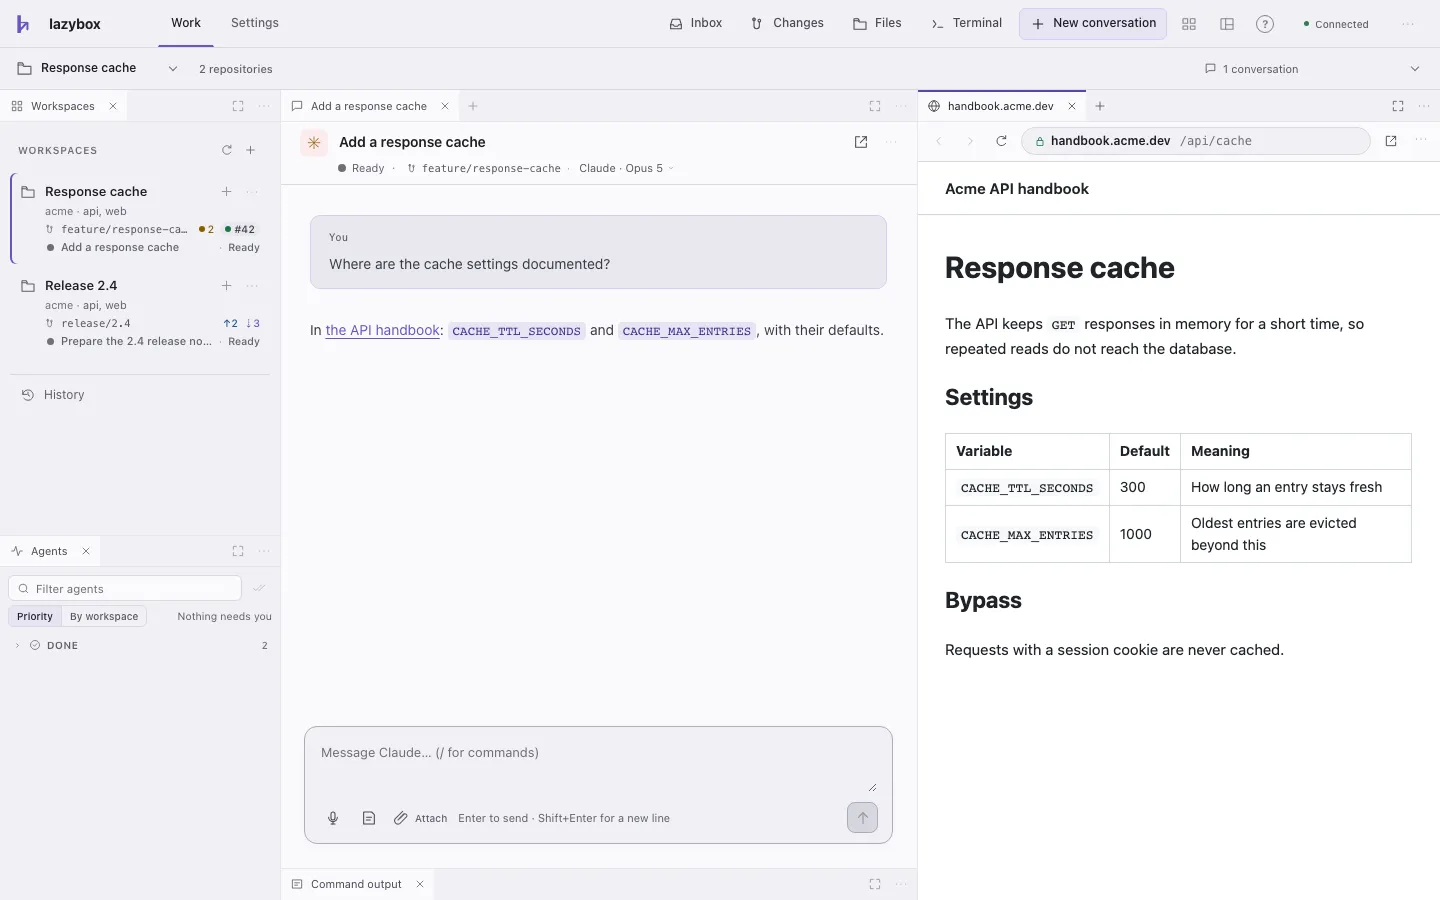 lazybox
Work
Settings
Inbox
Changes
Files
Terminal
New conversation
Connected
Response cache
2 repositories
1 conversation
Workspaces
WORKSPACES
Response cache
acme · api, web
feature/response-ca…
2
#42
Add a response cache
· Ready
Release 2.4
acme · api, web
release/2.4
↑2 ↓3
Prepare the 2.4 release no…
· Ready
History
Agents
Filter agents
Priority
By workspace
Nothing needs you
DONE
2
Add a response cache
Add a response cache
Ready · feature/response-cache · Claude · Opus 5
You
Where are the cache settings documented?
In the API handbook: CACHE_TTL_SECONDS and CACHE_MAX_ENTRIES, with their defaults.
Message Claude… (/ for commands)
Attach
Enter to send · Shift+Enter for a new line
Command output
handbook.acme.dev
handbook.acme.dev /api/cache
Acme API handbook
Response cache
The API keeps GET responses in memory for a short time, so
repeated reads do not reach the database.
Settings
Variable Default Meaning
CACHE_TTL_SECONDS 300 How long an entry stays fresh
CACHE_MAX_ENTRIES 1000 Oldest entries are evicted
beyond this
Bypass
Requests with a session cookie are never cached.